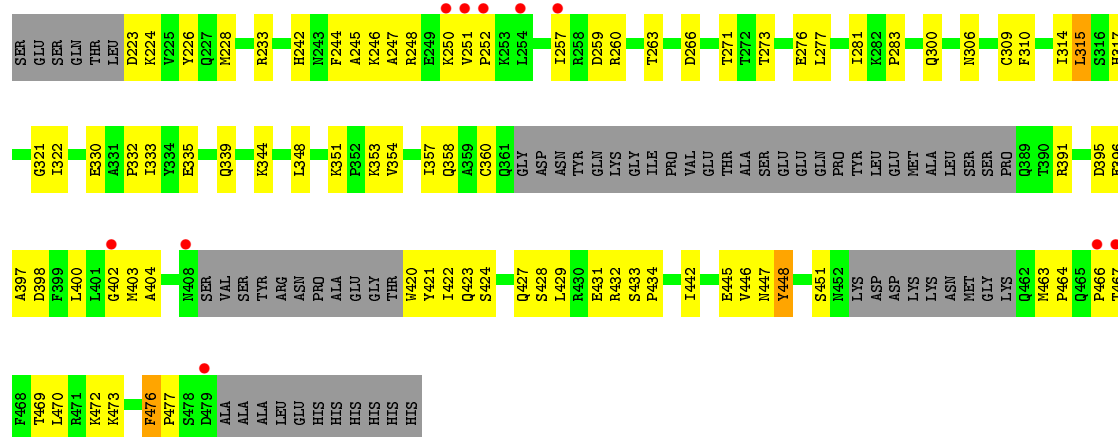 SER GLU SER GLN THR LEU D223 K224 V225 Y226 Q227 M228 R233 H242 N243 F244 A245 K246 A247 R248 E249 K250 V251 P252 K253 L254 I257 R258 D259 R260 T263 D266 T271 T272 T273 E276 L277 I281 K282 P283 Q300 N306 C309 F310 I314 L315 S316 H317
G321 I322 E330 A331 P332 I333 Y334 E335 Q339 K344 L348 K351 P352 K353 V354 I357 Q358 A359 C360 Q361 GLY ASP ASN TYR GLN LYS GLY ILE PRO VAL GLU THR ALA SER GLU GLU GLN PRO TYR LEU GLU MET ALA LEU SER SER PRO Q389 T390 R391 D395 E396
A397 D398 F399 L400 L401 G402 M403 A404 N408 SER VAL SER TYR ARG ASN PRO ALA GLU GLY THR W420 Y421 I422 Q423 S424 Q427 S428 L429 R430 E431 R432 S433 P434 I442 E445 V446 N447 Y448 S451 N452 LYS ASP ASP LYS LYS ASN MET GLY LYS Q462 M463 P464 Q465 P466 T467
F468 T469 L470 R471 K472 K473 F476 P477 S478 D479 ALA ALA ALA LEU GLU HIS HIS HIS HIS HIS HIS